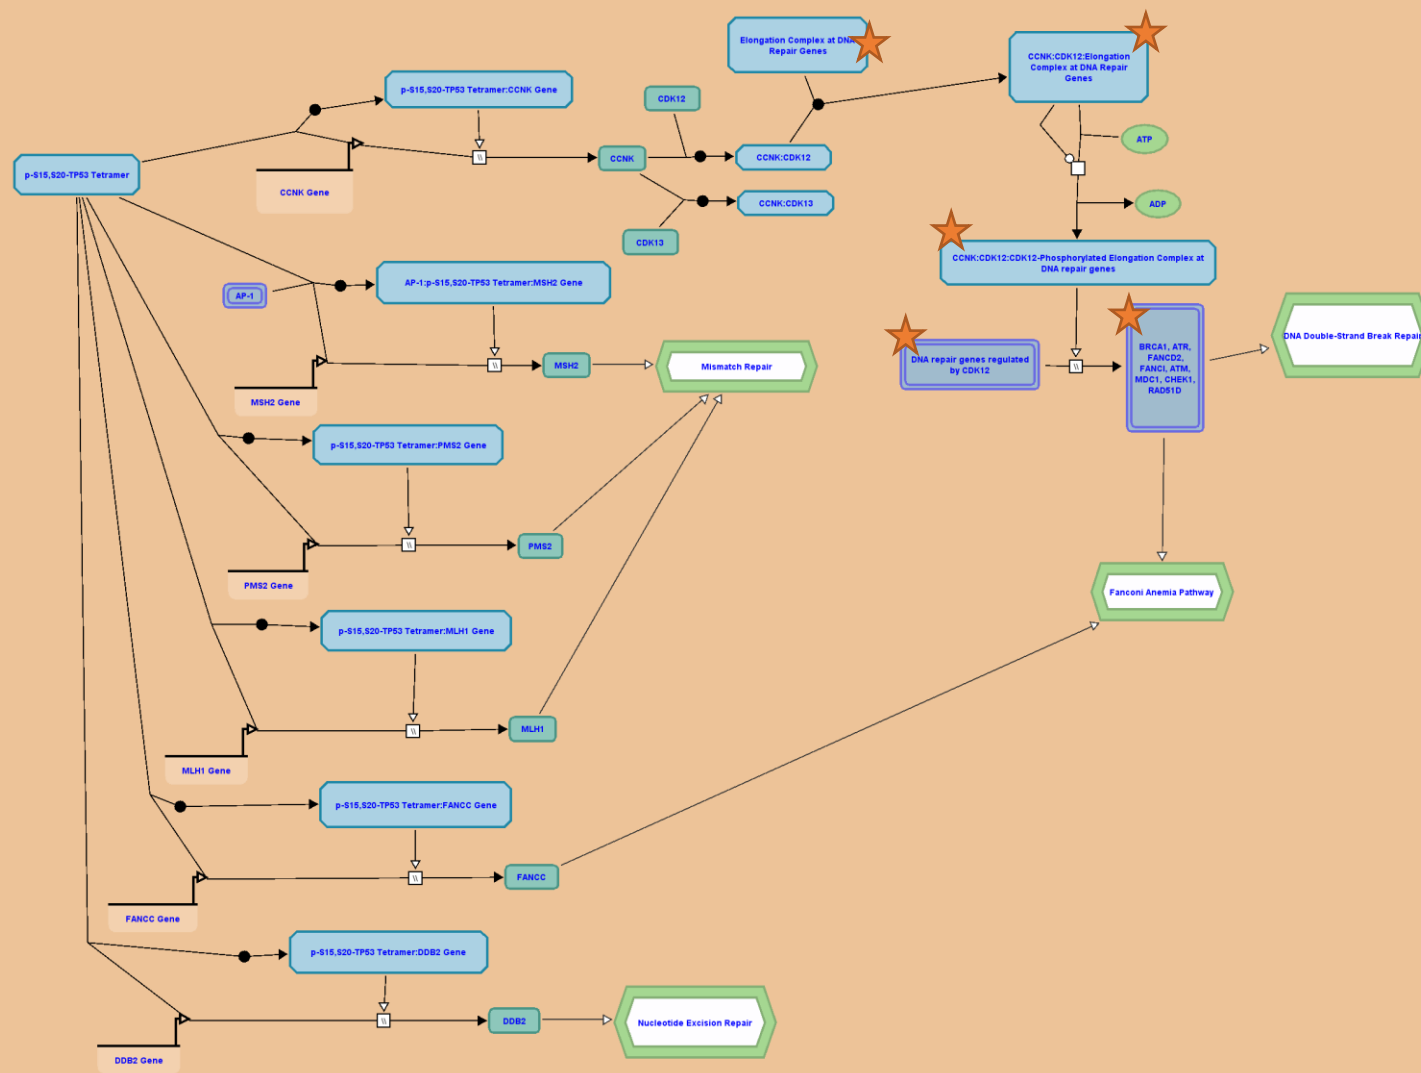 Elongation Complex at DNA
Repair Genes
CCNK:CDK12:Elongation
Complex at DNA Repair
Genes
p-S15,S20-TP53 Tetramer:CCNK Gene
CDK12
ATP
CCNK
CCNK:CDK12
p-S15,S20-TP53 Tetramer
CCNK Gene
CCNK:CDK13
ADP
CDK13
CCNK:CDK12:CDK12-Phosphorylated Elongation Complex at
DNA repair genes
AP-1
AP-1:p-S15,S20-TP53 Tetramer:MSH2 Gene
DNA Double-Strand Break Repair
BRCA1, ATR,
FANCD2,
FANCI, ATM,
MDC1, CHEK1,
RAD51D
DNA repair genes regulated
by CDK12
MSH2
Mismatch Repair
MSH2 Gene
p-S15,S20-TP53 Tetramer:PMS2 Gene
PMS2
PMS2 Gene
Fanconi Anemia Pathway
p-S15,S20-TP53 Tetramer:MLH1 Gene
MLH1
MLH1 Gene
p-S15,S20-TP53 Tetramer:FANCC Gene
FANCC
FANCC Gene
p-S15,S20-TP53 Tetramer:DDB2 Gene
DDB2
Nucleotide Excision Repair
DDB2 Gene